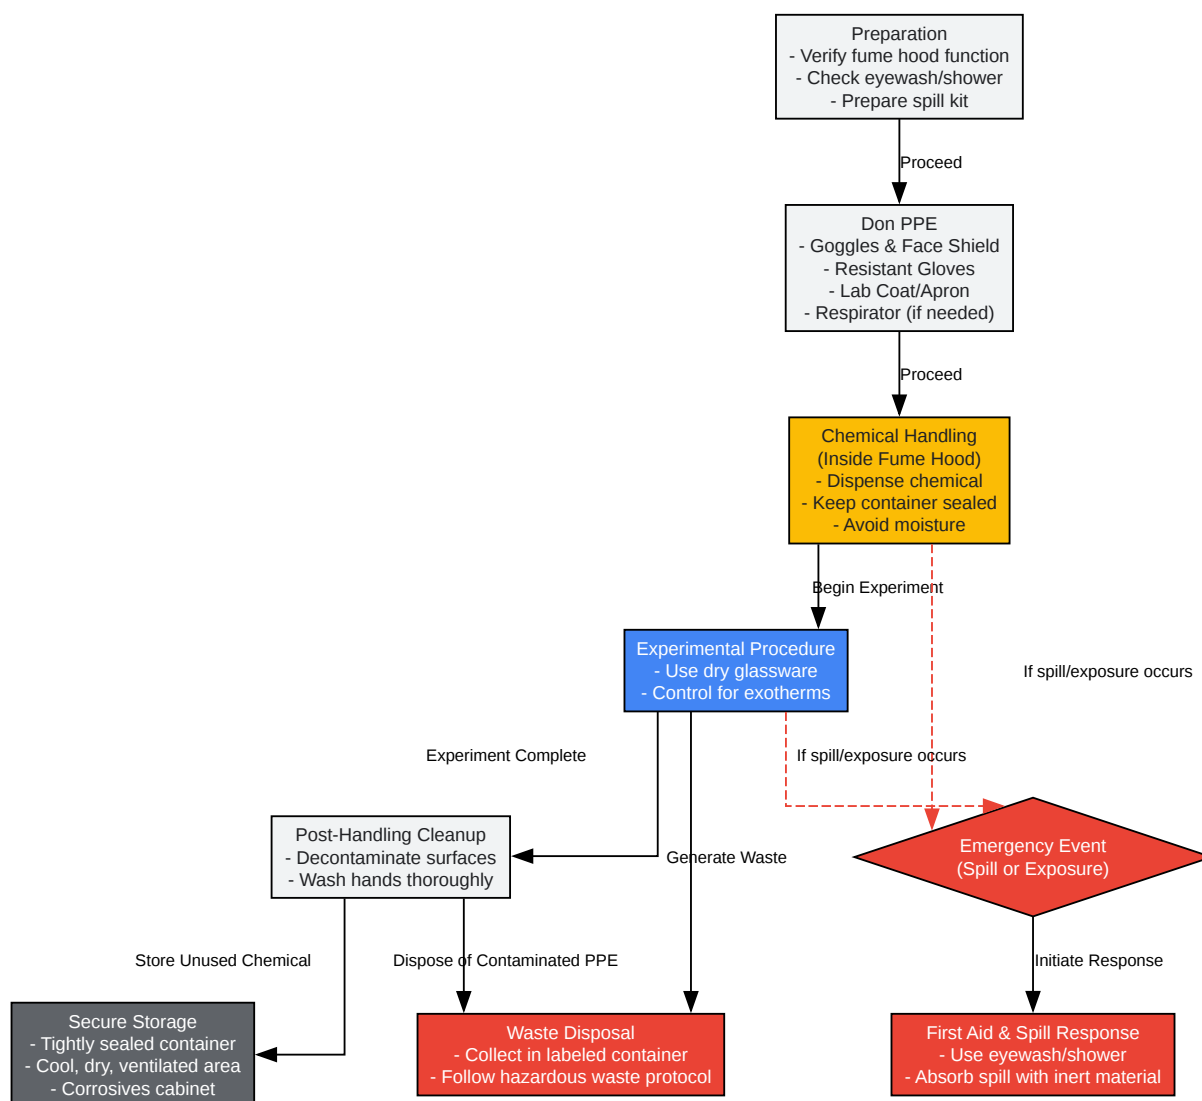 Preparation
- Verify fume hood function
- Check eyewash/shower
- Prepare spill kit
Proceed
Don PPE
- Goggles & Face Shield
- Resistant Gloves
- Lab Coat/Apron
- Respirator (if needed)
Proceed
Chemical Handling
(Inside Fume Hood)
- Dispense chemical
- Keep container sealed
- Avoid moisture
Begin Experiment
Experimental Procedure
- Use dry glassware
- Control for exotherms
If spill/exposure occurs
Experiment Complete
If spill/exposure occurs
Post-Handling Cleanup
- Decontaminate surfaces
- Wash hands thoroughly
Generate Waste
Emergency Event
(Spill or Exposure)
Store Unused Chemical
Dispose of Contaminated PPE
Initiate Response
Secure Storage
- Tightly sealed container
- Cool, dry, ventilated area
- Corrosives cabinet
Waste Disposal
- Collect in labeled container
- Follow hazardous waste protocol
First Aid & Spill Response
- Use eyewash/shower
- Absorb spill with inert material